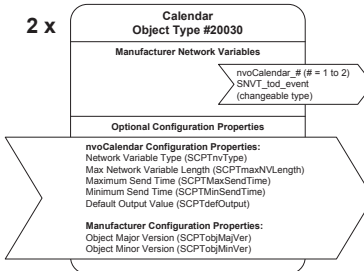 2 x
Calendar
Object Type #20030
Manufacturer Network Variables
nvoCalendar_# (# = 1 to 2)
SNVT_tod_event
(changeable type)
Optional Configuration Properties
nvoCalendar Configuration Properties:
Network Variable Type (SCPTnvType)
Max Network Variable Length (SCPTmaxNVLength)
Maximum Send Time (SCPTMaxSendTime)
Minimum Send Time (SCPTMinSendTime)
Default Output Value (SCPTdefOutput)
Manufacturer Configuration Properties:
Object Major Version (SCPTobjMajVer)
Object Minor Version (SCPTobjMinVer)